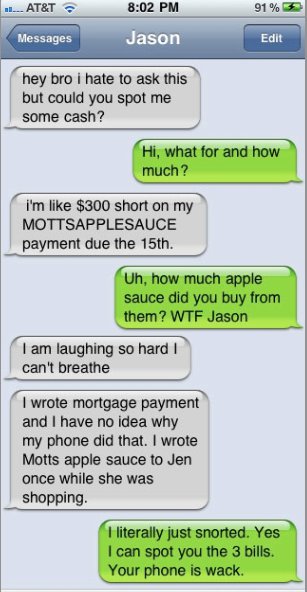 AT&T 8:02 PM 91%
Messages Jason Edit
hey bro i hate to ask this
but could you spot me
some cash?
Hi, what for and how
much?
i'm like $300 short on my
MOTTSAPPLESAUCE
payment due the 15th.
Uh, how much apple
sauce did you buy from
them? WTF Jason
I am laughing so hard I
can't breathe
I wrote mortgage payment
and I have no idea why
my phone did that. I wrote
Motts apple sauce to Jen
once while she was
shopping.
I literally just snorted. Yes
I can spot you the 3 bills.
Your phone is wack.